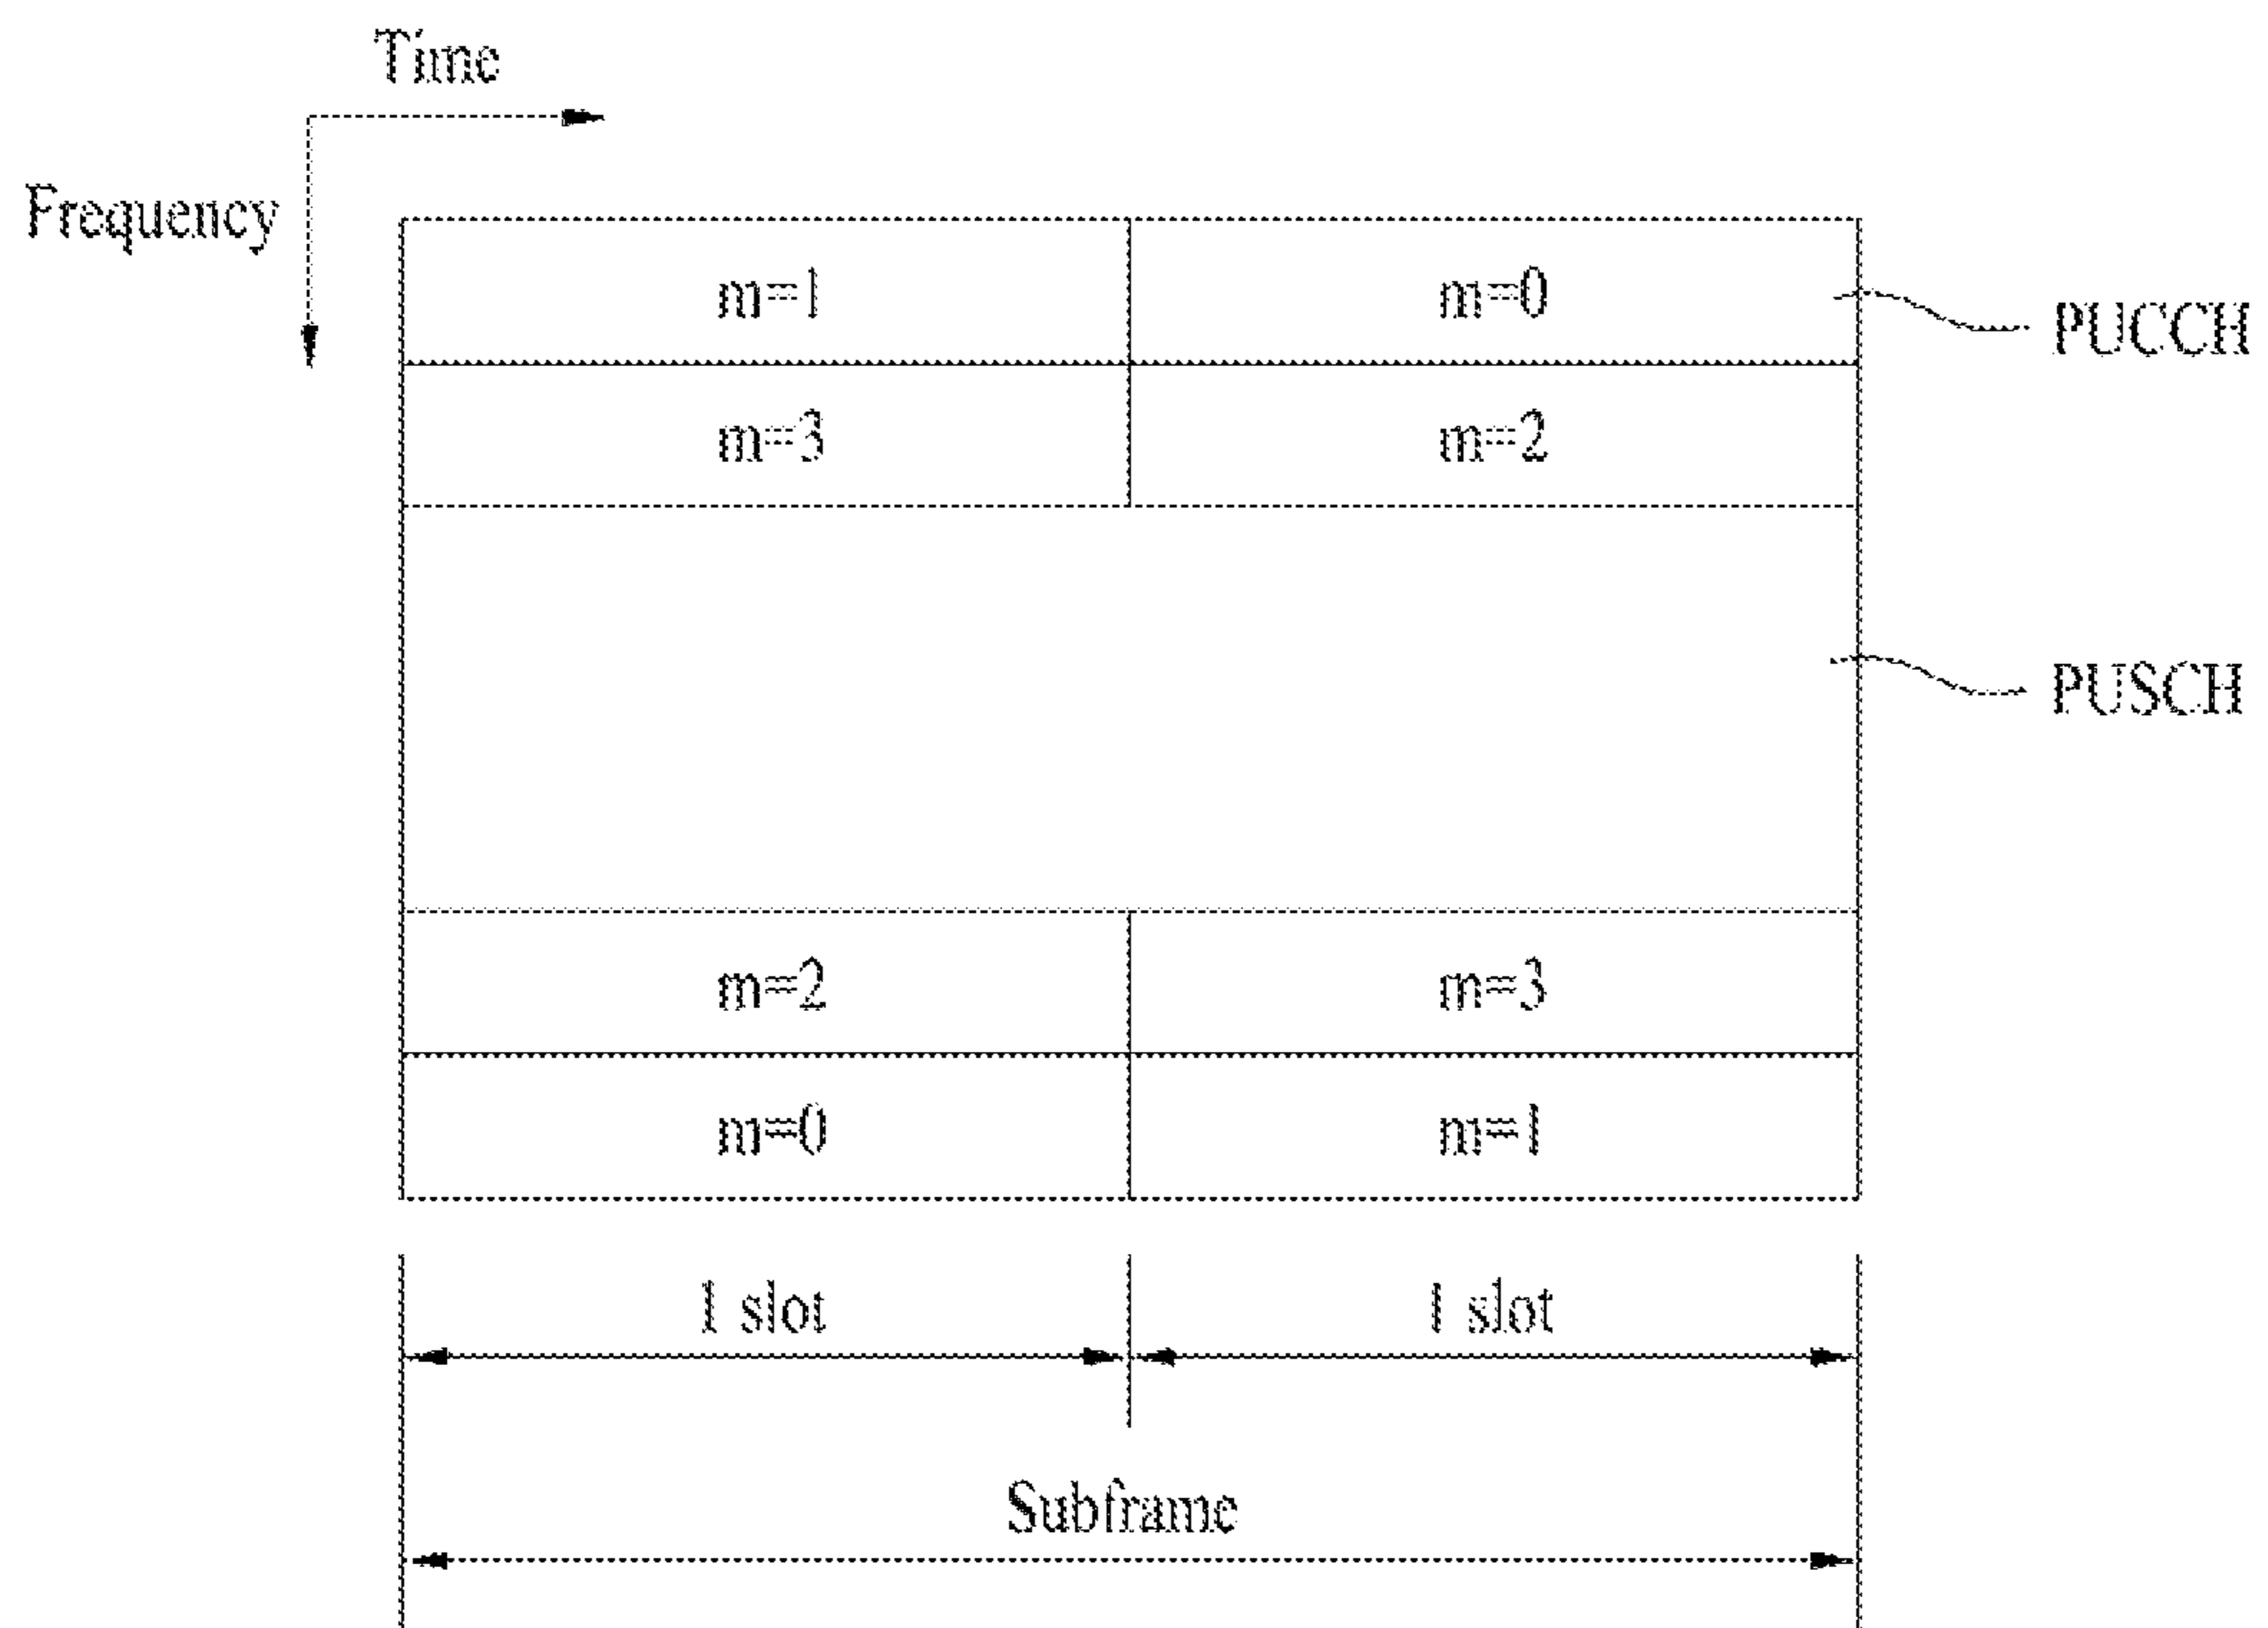 Time
Frequency
m=1
m=0
PUCCH
m=3
m=2
PUSCH
m=2
m=3
m=0
m=1
1 slot
1 slot
Subframe